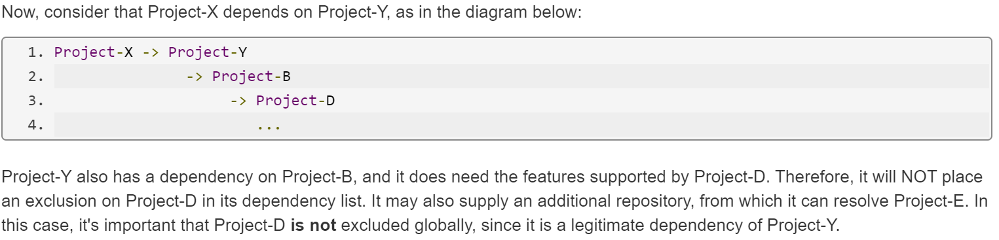 Now, consider that Project-X depends on Project-Y, as in the diagram below:
1. Project-X -> Project-Y
2. -> Project-B
3. -> Project-D
4. ...
Project-Y also has a dependency on Project-B, and it does need the features supported by Project-D. Therefore, it will NOT place
an exclusion on Project-D in its dependency list. It may also supply an additional repository, from which it can resolve Project-E. In
this case, it's important that Project-D is not excluded globally, since it is a legitimate dependency of Project-Y.